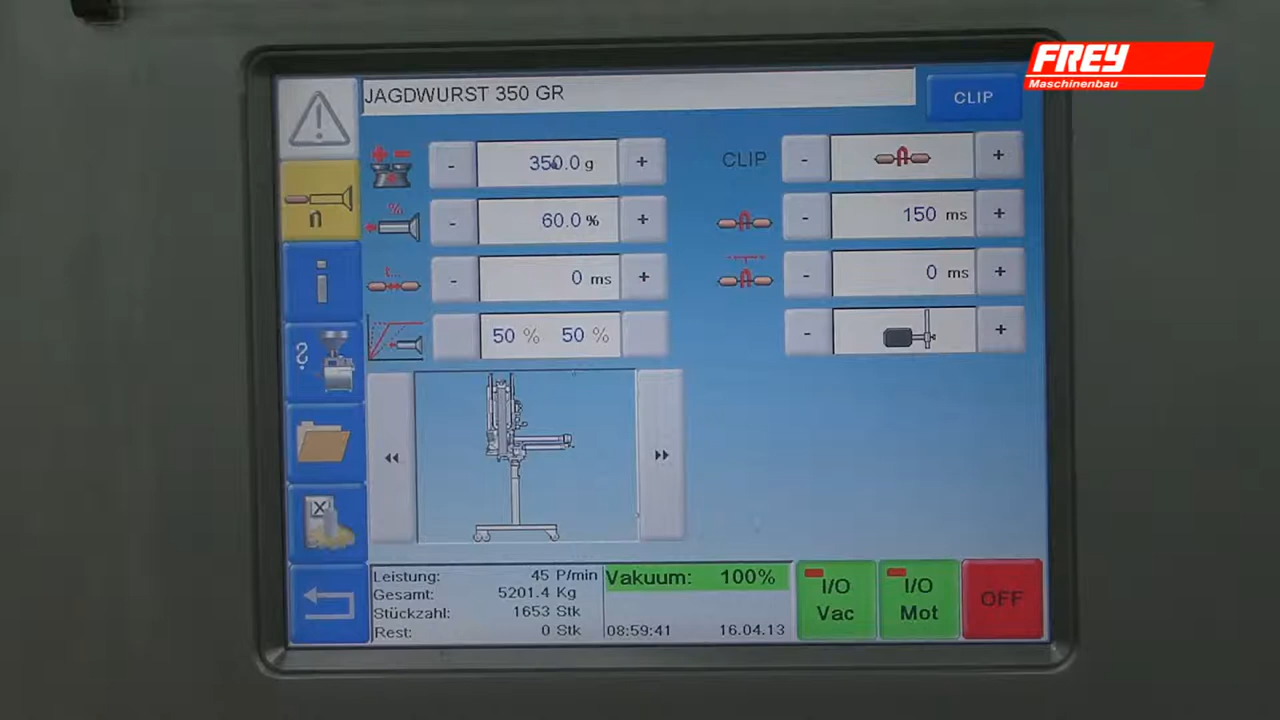 FREY
Maschinenbau
JAGDWURST 350 GR
CLIP
- 350.0 g +
CLIP
- +
%
- 60.0 % +
- 150 ms +
n
t...
- 0 ms +
- 0 ms +
i
50 % 50 %
- +
?
X
Leistung: 45 P/min
Gesamt: 5201.4 Kg
Stückzahl: 1653 Stk
Rest: 0 Stk
Vakuum: 100%
08:59:41 16.04.13
I/O
Vac
I/O
Mot
OFF